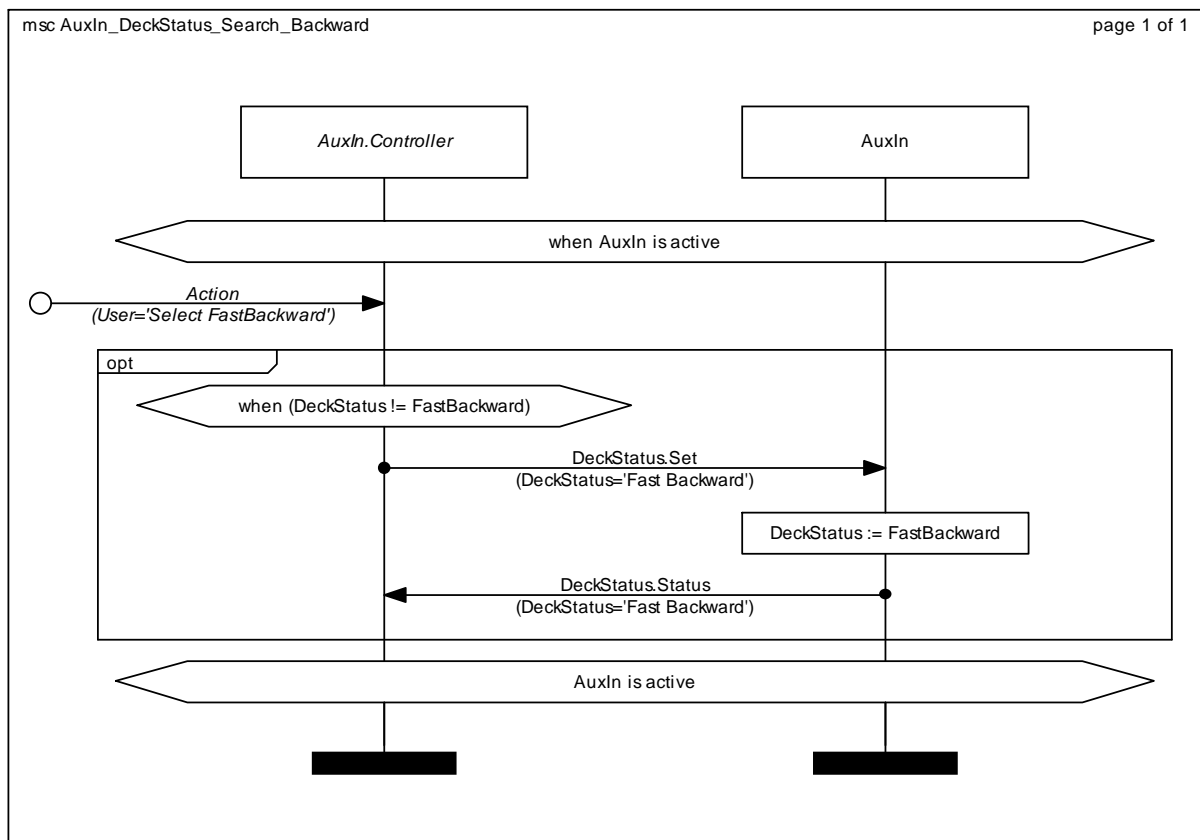 msc AuxIn_DeckStatus_Search_Backward
page 1 of 1
AuxIn.Controller
AuxIn
when AuxIn is active
Action
(User='Select FastBackward')
opt
when (DeckStatus != FastBackward)
DeckStatus.Set
(DeckStatus='Fast Backward')
DeckStatus := FastBackward
DeckStatus.Status
(DeckStatus='Fast Backward')
AuxIn is active